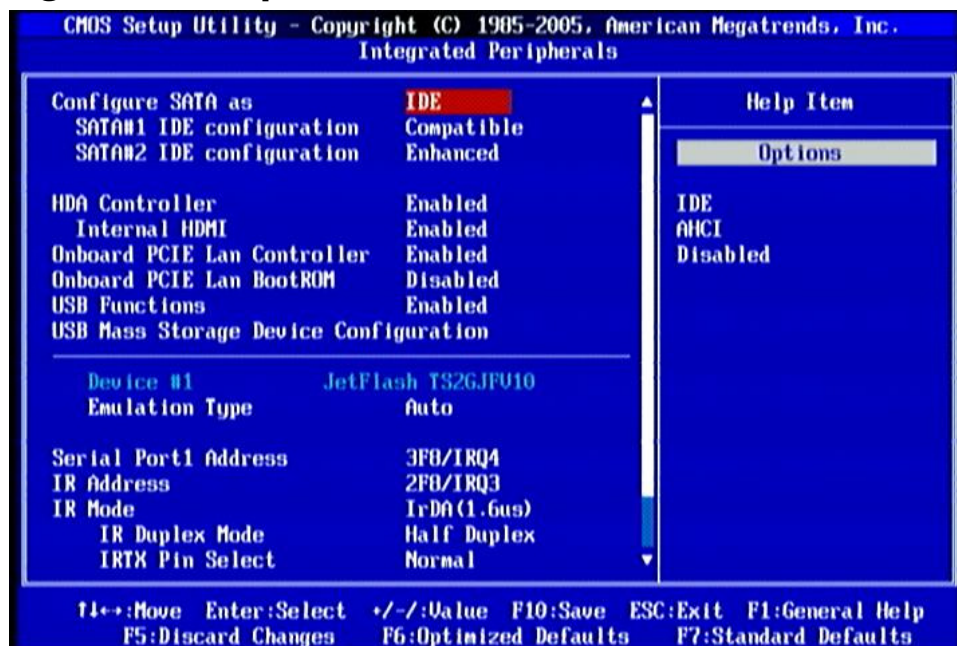 CMOS Setup Utility - Copyright (C) 1985-2005, American Megatrends, Inc.
Integrated Peripherals
Configure SATA as IDE
SATA#1 IDE configuration Compatible
SATA#2 IDE configuration Enhanced
HDA Controller Enabled
Internal HDMI Enabled
Onboard PCIE Lan Controller Enabled
Onboard PCIE Lan BootROM Disabled
USB Functions Enabled
USB Mass Storage Device Configuration
Device #1 JetFlash TS2GJFV10
Emulation Type Auto
Serial Port1 Address 3F8/IRQ4
IR Address 2F8/IRQ3
IR Mode IrDA(1.6us)
IR Duplex Mode Half Duplex
IRTX Pin Select Normal
Help Item
Options
IDE
AHCI
Disabled
↑↓←→:Move Enter:Select +/-/:Value F10:Save ESC:Exit F1:General Help
F5:Discard Changes F6:Optimized Defaults F7:Standard Defaults